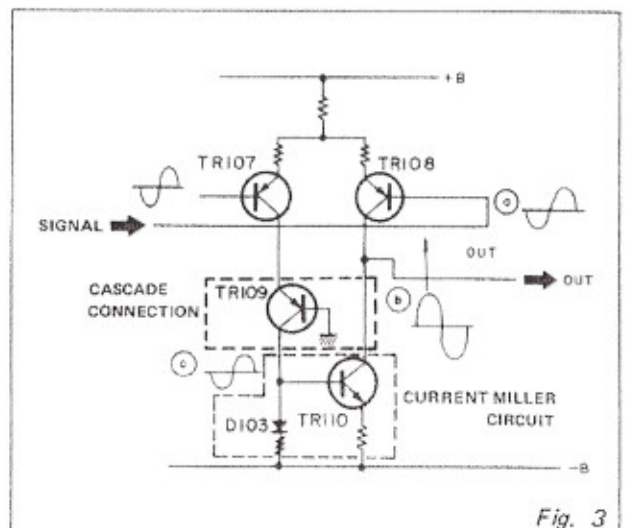 +B
TR107
TR108
SIGNAL
a
OUT
OUT
CASCADE
CONNECTION
TR109
b
c
CURRENT MILLER
CIRCUIT
D103
TR110
-B
Fig. 3